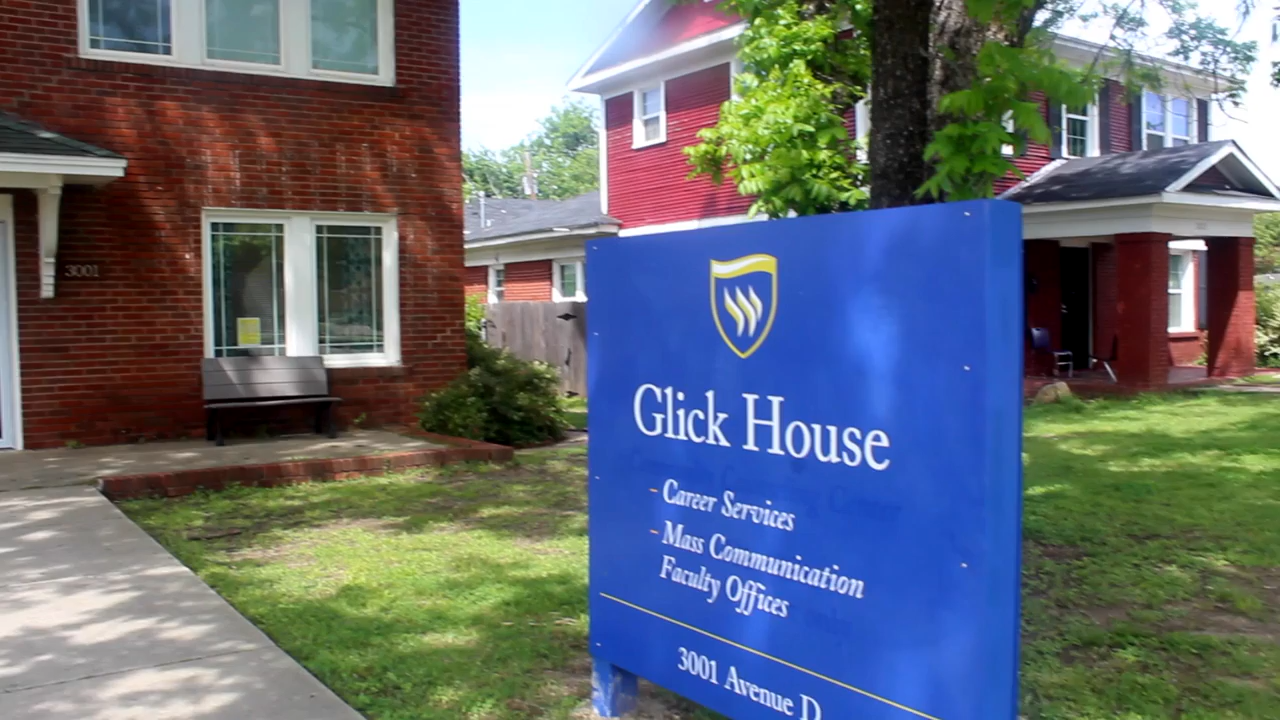 3001
Glick House
- Career Services
- Mass Communication
Faculty Offices
3001 Avenue D